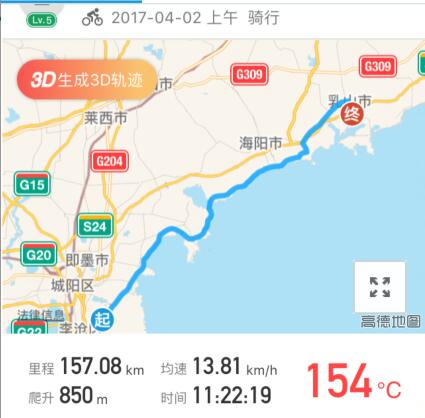 Lv.5
2017-04-02 上午 骑行
3D 生成3D轨迹
G309
G309
市
乳山市
终
莱西市
海阳市
G204
G15
S24
G20
即墨市
城阳区
法律信息
起
高德地图
李沧
里程 157.08 km 均速 13.81 km/h
154 °C
爬升 850 m 时间 11:22:19